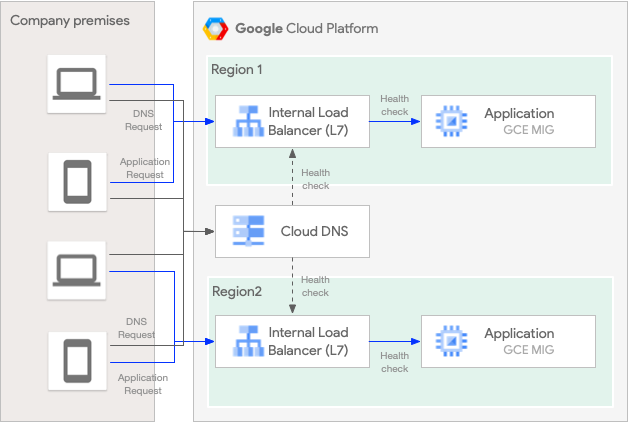 Company premises
Google Cloud Platform
Region 1
DNS
Request
Application
Request
Internal Load
Balancer (L7)
Health
check
Application
GCE MIG
Health
check
Cloud DNS
Health
check
Region2
DNS
Request
Application
Request
Internal Load
Balancer (L7)
Health
check
Application
GCE MIG